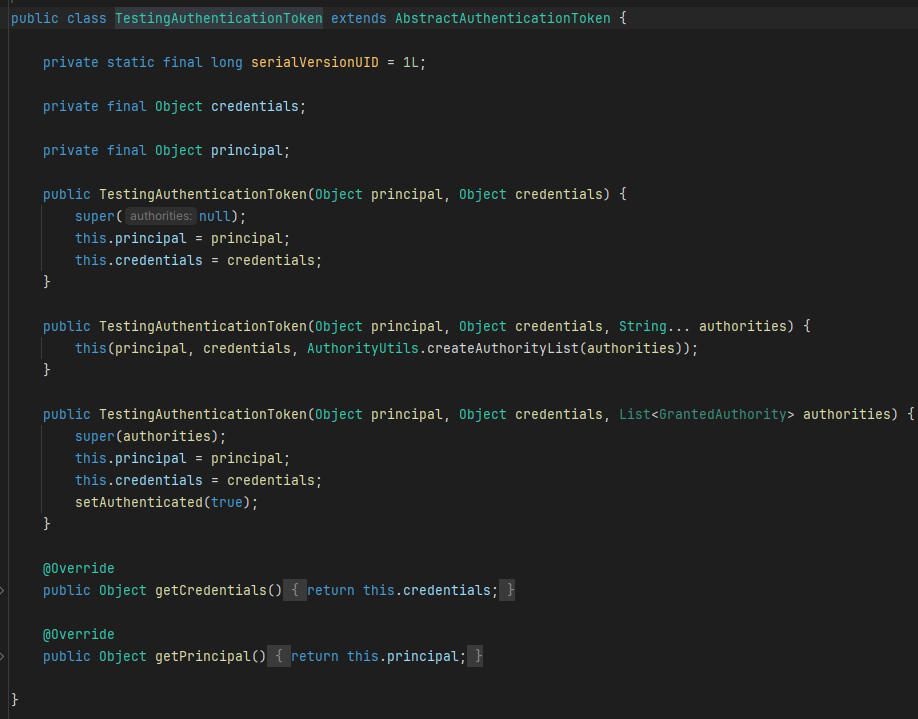 public class TestingAuthenticationToken extends AbstractAuthenticationToken {
private static final long serialVersionUID = 1L;
private final Object credentials;
private final Object principal;
public TestingAuthenticationToken(Object principal, Object credentials) {
super( authorities: null);
this.principal = principal;
this.credentials = credentials;
}
public TestingAuthenticationToken(Object principal, Object credentials, String... authorities) {
this(principal, credentials, AuthorityUtils.createAuthorityList(authorities));
}
public TestingAuthenticationToken(Object principal, Object credentials, List<GrantedAuthority> authorities) {
super(authorities);
this.principal = principal;
this.credentials = credentials;
setAuthenticated(true);
}
@Override
public Object getCredentials() { return this.credentials; }
@Override
public Object getPrincipal() { return this.principal; }
}